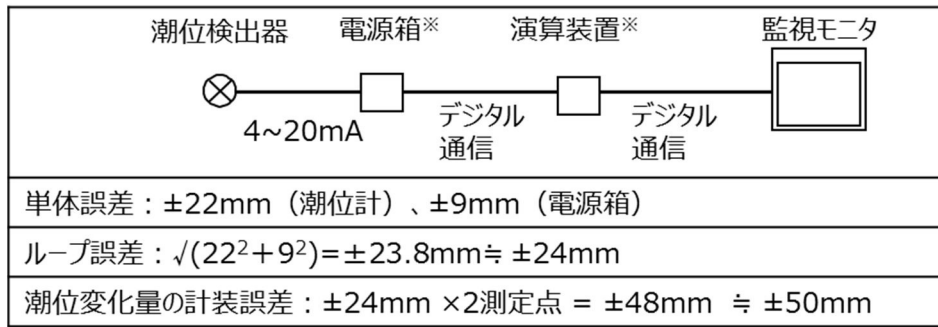 潮位検出器 電源箱※ 演算装置※ 監視モニタ
4~20mA
デジタル
通信
デジタル
通信
単体誤差：±22mm（潮位計）、±9mm（電源箱）
ループ誤差：√(22²+9²)=±23.8mm≒ ±24mm
潮位変化量の計装誤差：±24mm ×2測定点 = ±48mm ≒ ±50mm